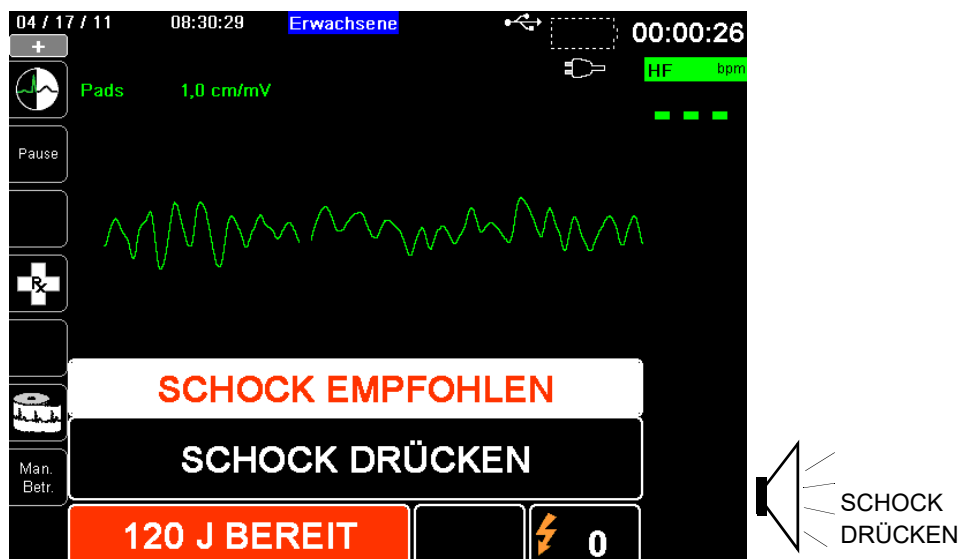 04 / 17 / 11 08:30:29 Erwachsene 00:00:26
+
HF bpm
Pads 1,0 cm/mV
---
Pause
Rx
SCHOCK EMPFOHLEN
SCHOCK DRÜCKEN
Man.
Betr.
120 J BEREIT 0
SCHOCK
DRÜCKEN